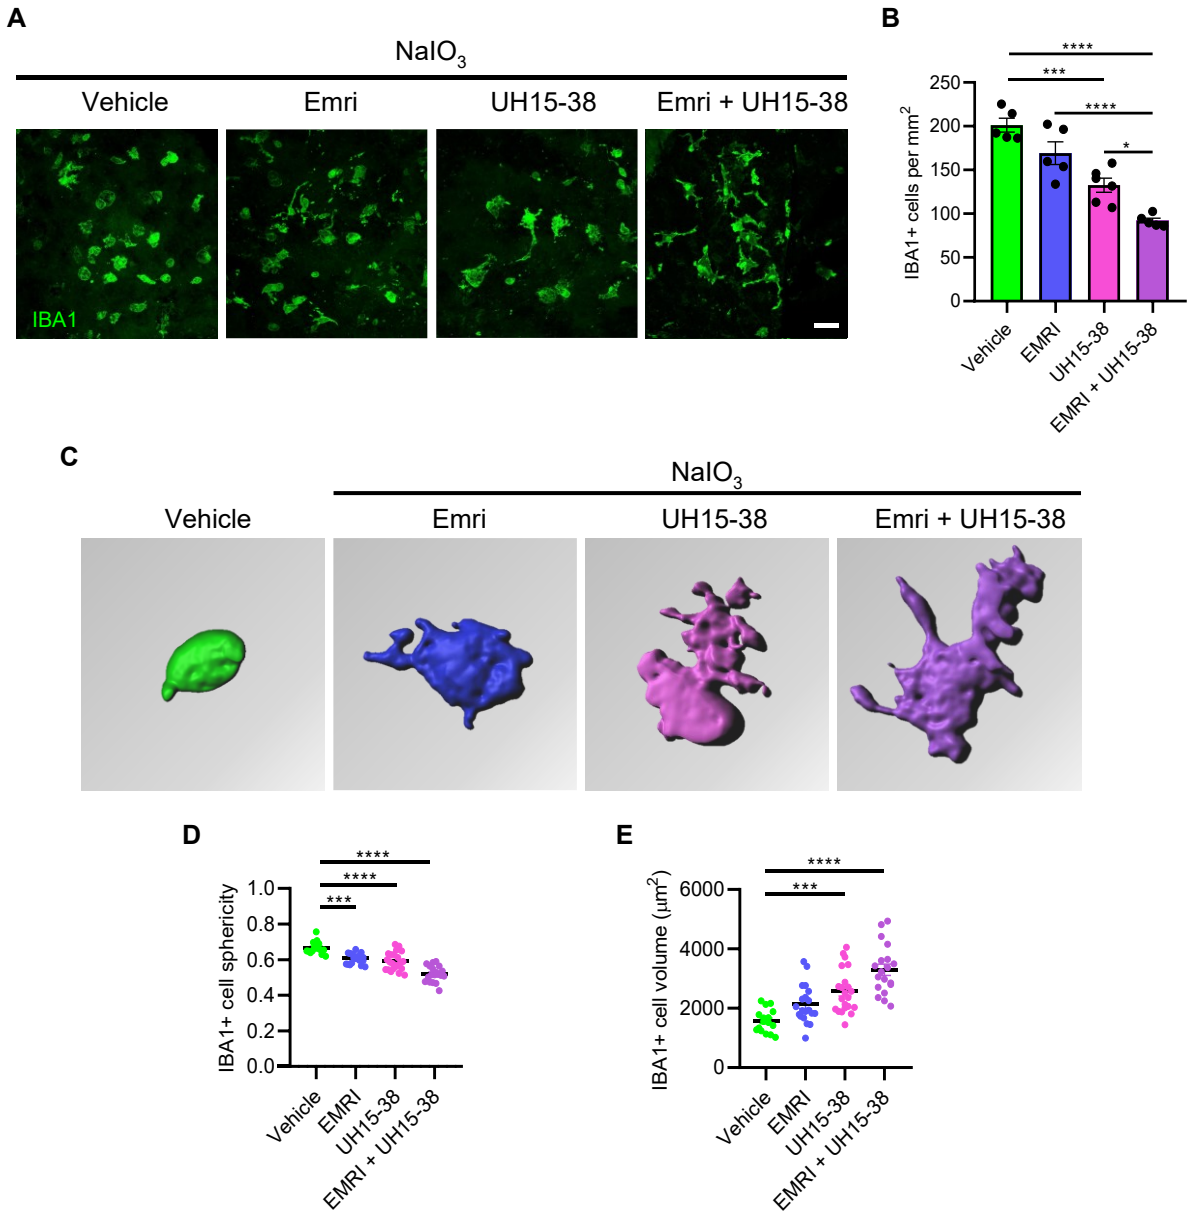 A
NaIO3
Vehicle Emri UH15-38 Emri + UH15-38
IBA1
B
****
***
****
*
IBA1+ cells per mm2
250
200
150
100
50
0
Vehicle
EMRI
UH15-38
EMRI + UH15-38
C
NaIO3
Vehicle Emri UH15-38 Emri + UH15-38
D
****
****
***
IBA1+ cell sphericity
1.0
0.8
0.6
0.4
0.2
0.0
Vehicle
EMRI
UH15-38
EMRI + UH15-38
E
****
***
IBA1+ cell volume (μm2)
6000
4000
2000
0
Vehicle
EMRI
UH15-38
EMRI + UH15-38